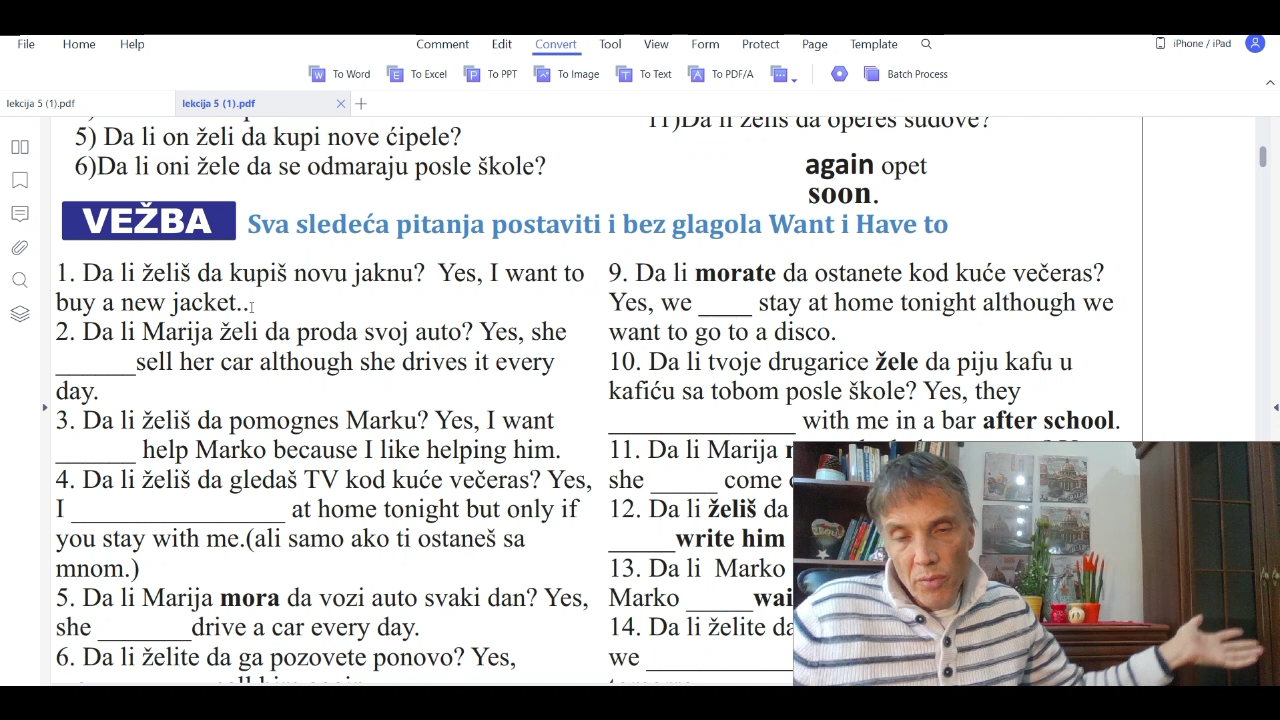 File Home Help Comment Edit Convert Tool View Form Protect Page Template iPhone / iPad
To Word To Excel To PPT To Image To Text To PDF/A Batch Process
lekcija 5 (1).pdf lekcija 5 (1).pdf
5) Da li on želi da kupi nove ćipele?
6)Da li oni žele da se odmaraju posle škole?
11)Da li želiš da opereš sudove?
again opet
soon.
VEŽBA Sva sledeća pitanja postaviti i bez glagola Want i Have to
1. Da li želiš da kupiš novu jaknu? Yes, I want to
buy a new jacket..
2. Da li Marija želi da proda svoj auto? Yes, she
______sell her car although she drives it every
day.
3. Da li želiš da pomogneš Marku? Yes, I want
______ help Marko because I like helping him.
4. Da li želiš da gledaš TV kod kuće večeras? Yes,
I ________________ at home tonight but only if
you stay with me.(ali samo ako ti ostaneš sa
mnom.)
5. Da li Marija mora da vozi auto svaki dan? Yes,
she _______drive a car every day.
6. Da li želite da ga pozovete ponovo? Yes,
9. Da li morate da ostanete kod kuće večeras?
Yes, we ____ stay at home tonight although we
want to go to a disco.
10. Da li tvoje drugarice žele da piju kafu u
kafiću sa tobom posle škole? Yes, they
______________ with me in a bar after school.
11. Da li Marija
she _____ come
12. Da li želiš da
_____write him
13. Da li Marko
Marko _____wai
14. Da li želite da
we ___________